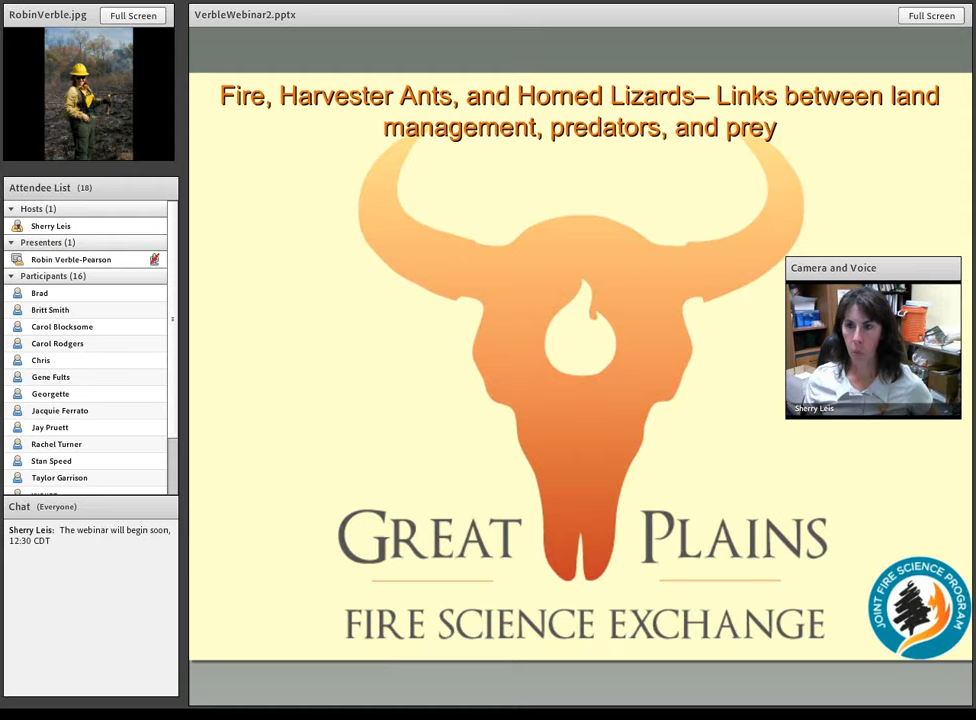 RobinVerble.jpg
Full Screen
VerbleWebinar2.pptx
Full Screen
Attendee List (18)
Hosts (1)
Sherry Leis
Presenters (1)
Robin Verble-Pearson
Participants (16)
Brad
Britt Smith
Carol Blocksome
Carol Rodgers
Chris
Gene Fults
Georgette
Jacquie Ferrato
Jay Pruett
Rachel Turner
Stan Speed
Taylor Garrison
Chat (Everyone)
Sherry Leis: The webinar will begin soon,
12:30 CDT
Fire, Harvester Ants, and Horned Lizards– Links between land
management, predators, and prey
Camera and Voice
Sherry Leis
GREAT PLAINS
FIRE SCIENCE EXCHANGE
JOINT FIRE SCIENCE PROGRAM